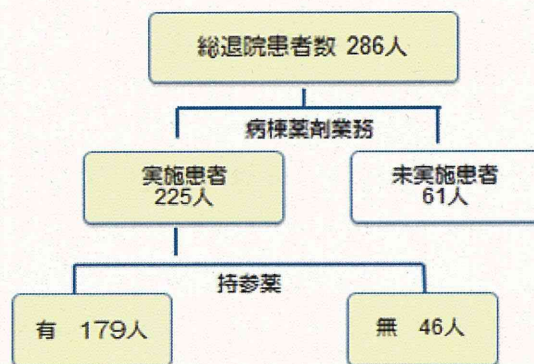 総退院患者数 286人
病棟薬剤業務
実施患者
225人
未実施患者
61人
持参薬
有 179人
無 46人